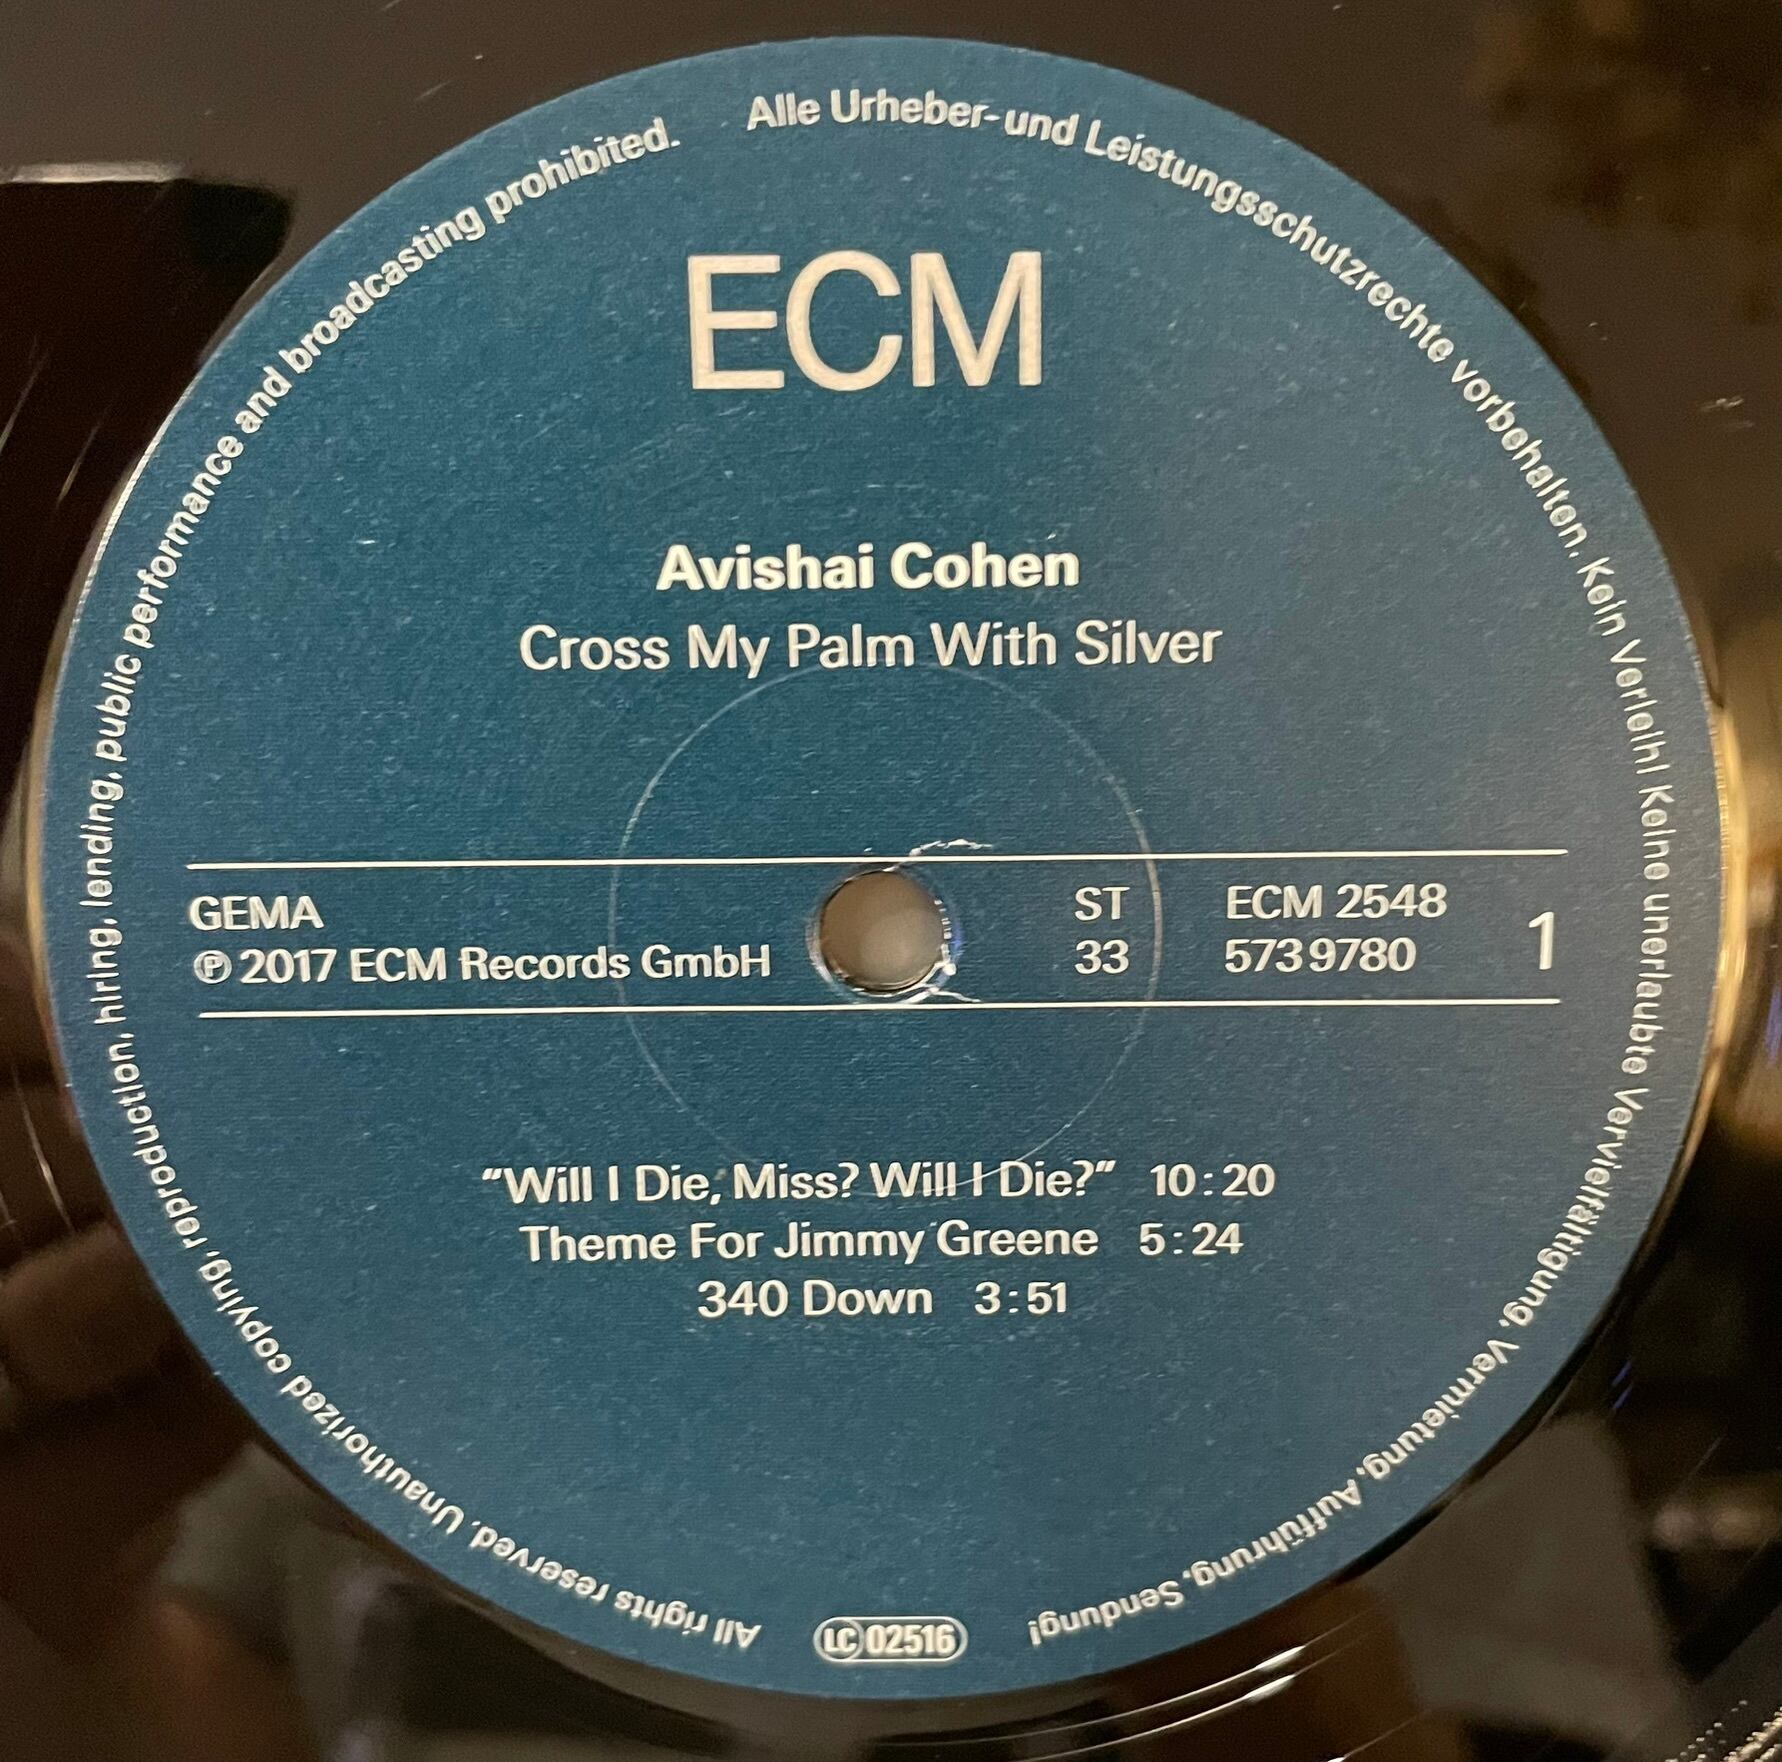 Alle Urheber- und Leistungsschutzrechte vorbehalten. Kein Verleih! Keine unerlaubte Vervielfältigung, Vermietung, Aufführung, Sendung!
All rights reserved. Unauthorized copying, reproduction, hiring, lending, public performance and broadcasting prohibited.
ECM
Avishai Cohen
Cross My Palm With Silver
GEMA
℗ 2017 ECM Records GmbH
ST
33
ECM 2548
573 9780
1
“Will I Die, Miss? Will I Die?” 10:20
Theme For Jimmy Greene 5:24
340 Down 3:51
LC 02516